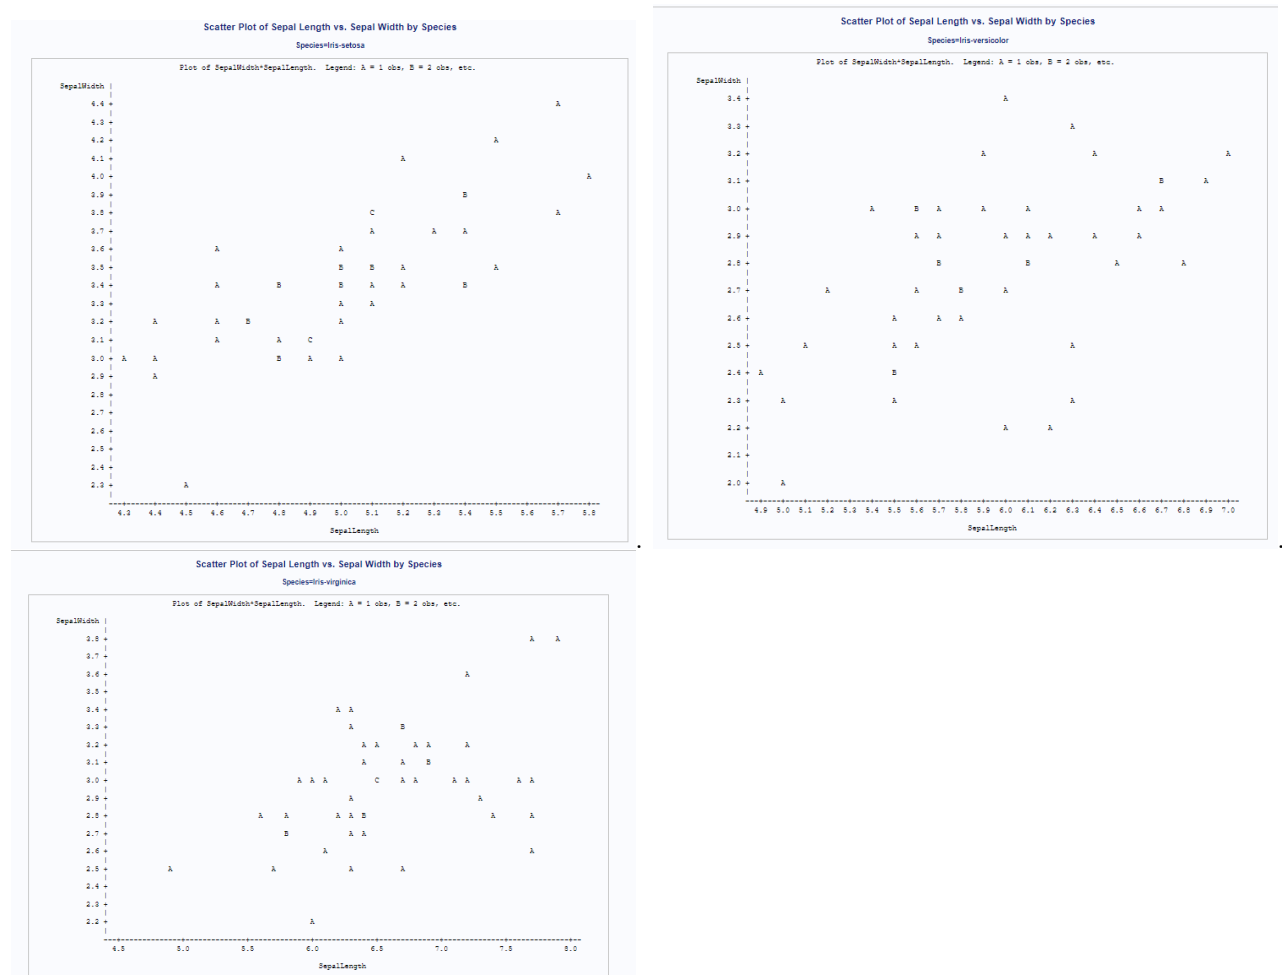 Scatter Plot of Sepal Length vs. Sepal Width by Species
Species=Iris-setosa
Plot of SepalWidth*SepalLength. Legend: A = 1 obs, B = 2 obs, etc.
SepalWidth |
4.4 + A
4.3 +
4.2 + A
4.1 + A
4.0 + A
3.9 + B
3.8 + C A
3.7 + A A A
3.6 + A A
3.5 + B B A A
3.4 + A B B A A B
3.3 + A A
3.2 + A A B A
3.1 + A A C
3.0 + A A B A A
2.9 + A
2.8 +
2.7 +
2.6 +
2.5 +
2.4 +
2.3 + A
4.3 4.4 4.5 4.6 4.7 4.8 4.9 5.0 5.1 5.2 5.3 5.4 5.5 5.6 5.7 5.8
SepalLength
.
Scatter Plot of Sepal Length vs. Sepal Width by Species
Species=Iris-versicolor
Plot of SepalWidth*SepalLength. Legend: A = 1 obs, B = 2 obs, etc.
SepalWidth |
3.4 + A
3.3 + A
3.2 + A A A
3.1 + B A
3.0 + A B A A A A A
2.9 + A A A A A A A
2.8 + B B A A
2.7 + A A B A
2.6 + A A A
2.5 + A A A A
2.4 + A B
2.3 + A A A
2.2 + A A
2.1 +
2.0 + A
4.9 5.0 5.1 5.2 5.3 5.4 5.5 5.6 5.7 5.8 5.9 6.0 6.1 6.2 6.3 6.4 6.5 6.6 6.7 6.8 6.9 7.0
SepalLength
.
Scatter Plot of Sepal Length vs. Sepal Width by Species
Species=Iris-virginica
Plot of SepalWidth*SepalLength. Legend: A = 1 obs, B = 2 obs, etc.
SepalWidth |
3.8 + A A
3.7 +
3.6 + A
3.5 +
3.4 + A A
3.3 + A B
3.2 + A A A A A
3.1 + A A B
3.0 + A A A C A A A A A A
2.9 + A A
2.8 + A A A A B A A
2.7 + B A A
2.6 + A A
2.5 + A A A A
2.4 +
2.3 +
2.2 + A
4.5 5.0 5.5 6.0 6.5 7.0 7.5 8.0
SepalLength